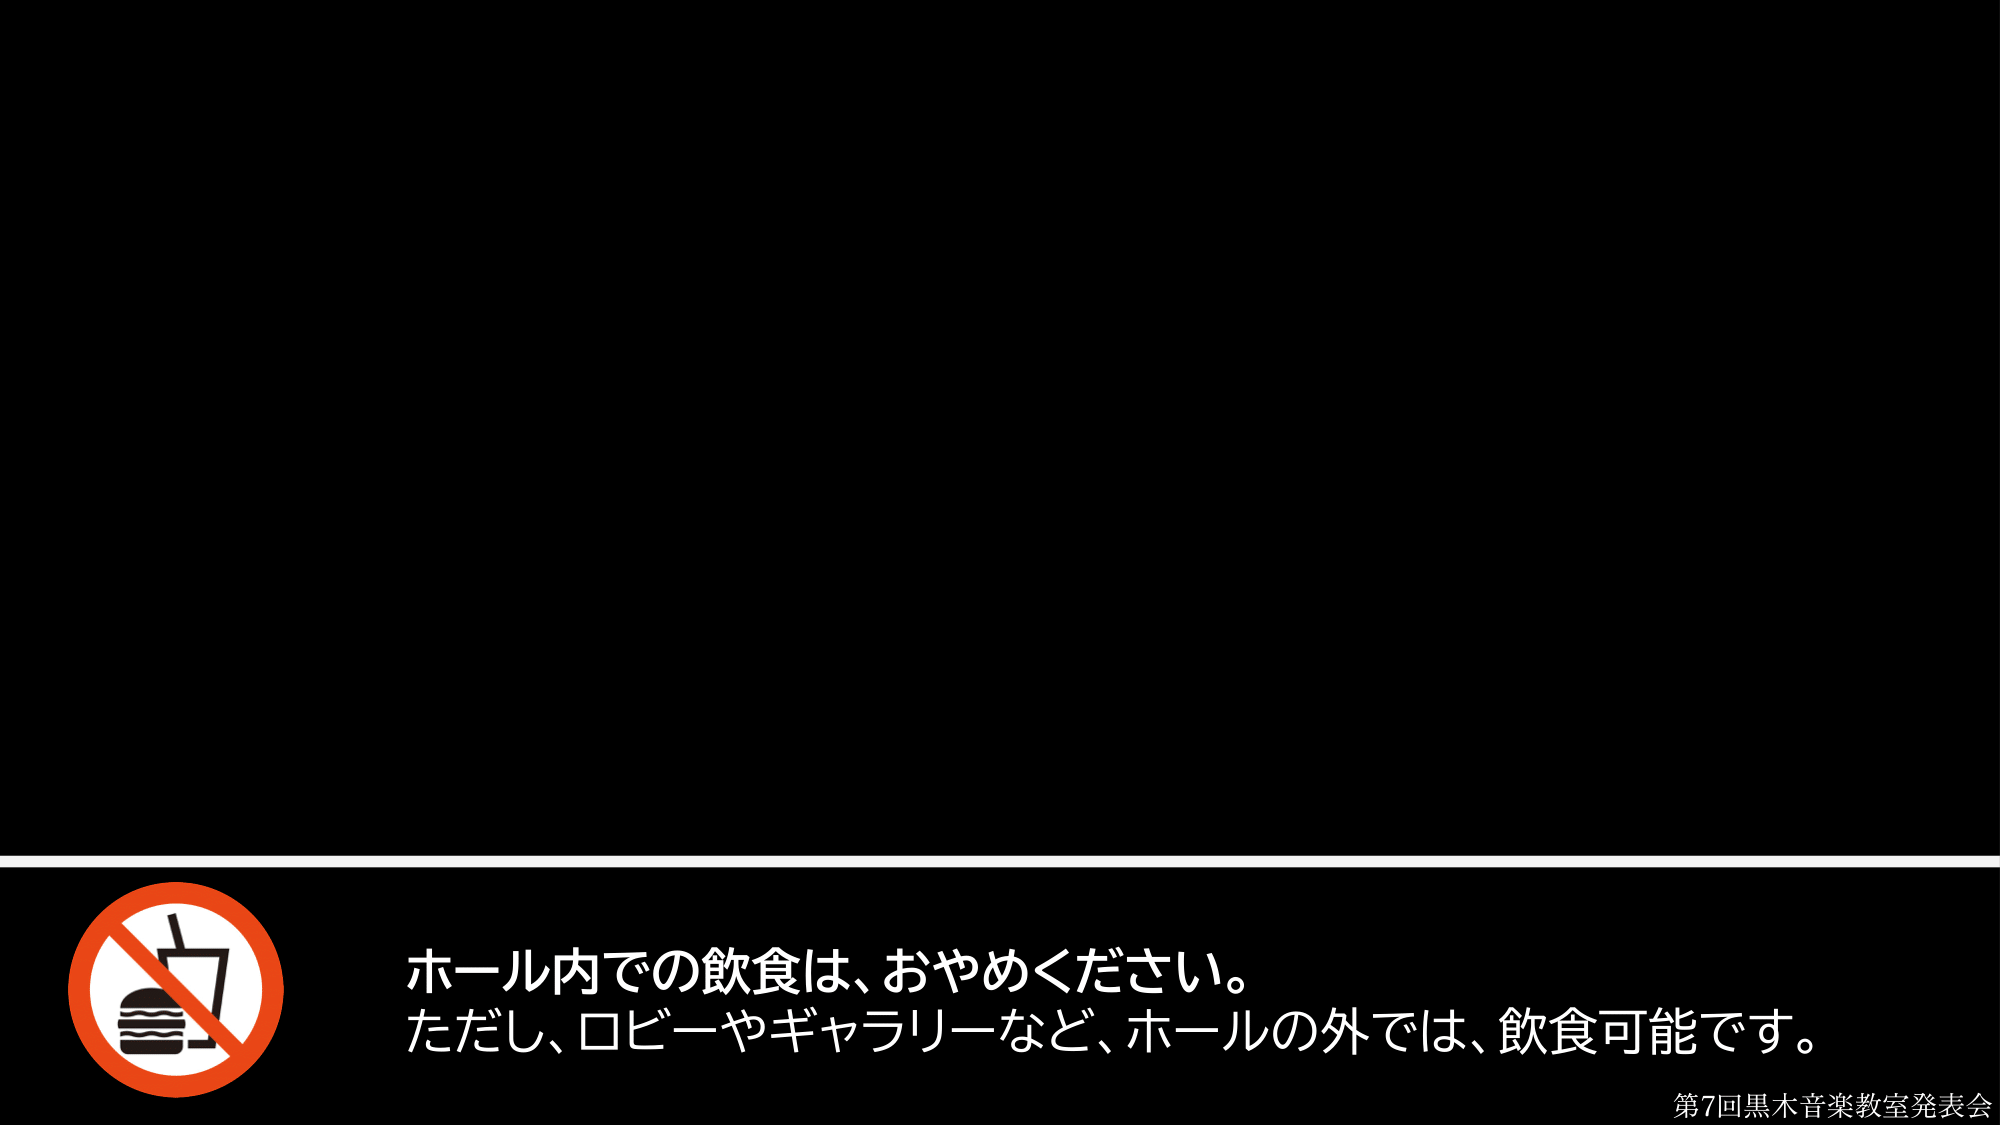 ホール内での飲食は、おやめください。
ただし、ロビーやギャラリーなど、ホールの外では、飲食可能です。
第7回黒木音楽教室発表会